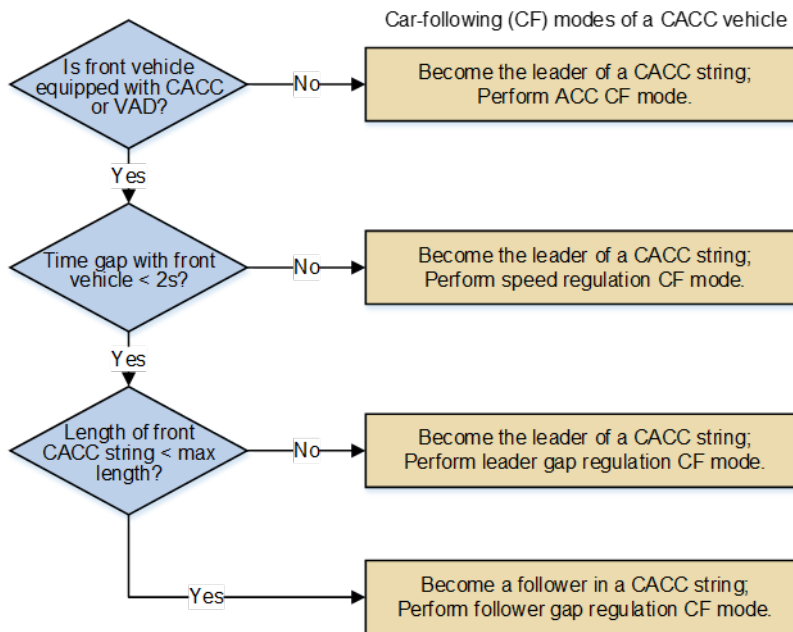 Car-following (CF) modes of a CACC vehicle
Is front vehicle
equipped with CACC
or VAD?
No
Become the leader of a CACC string;
Perform ACC CF mode.
Yes
Time gap with front
vehicle < 2s?
No
Become the leader of a CACC string;
Perform speed regulation CF mode.
Yes
Length of front
CACC string < max
length?
No
Become the leader of a CACC string;
Perform leader gap regulation CF mode.
Yes
Become a follower in a CACC string;
Perform follower gap regulation CF mode.